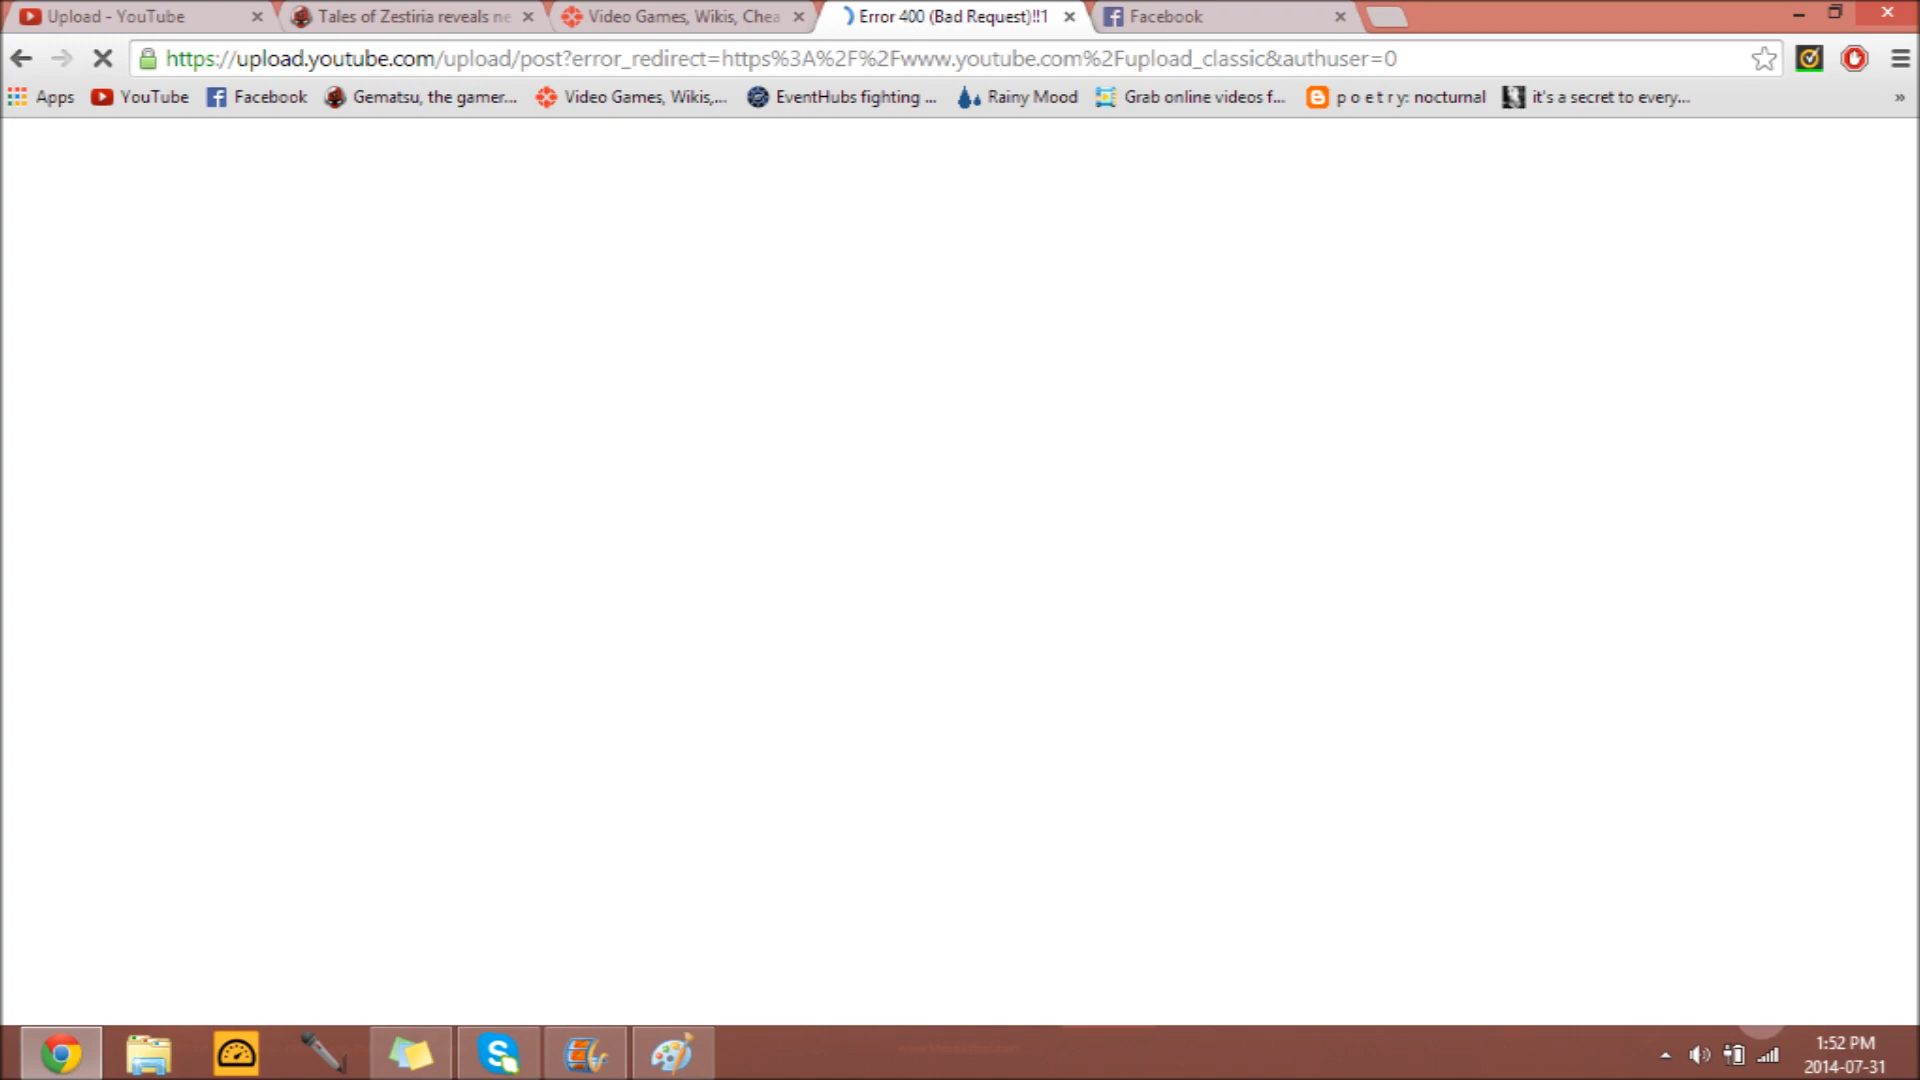 Upload - YouTube
Tales of Zestiria reveals ne
Video Games, Wikis, Chea
Error 400 (Bad Request)!!1
Facebook
https://upload.youtube.com/upload/post?error_redirect=https%3A%2F%2Fwww.youtube.com%2Fupload_classic&authuser=0
Apps
YouTube
Facebook
Gematsu, the gamer...
Video Games, Wikis,...
EventHubs fighting ...
Rainy Mood
Grab online videos f...
p o e t r y: nocturnal
it's a secret to every...
»
1:52 PM
2014-07-31